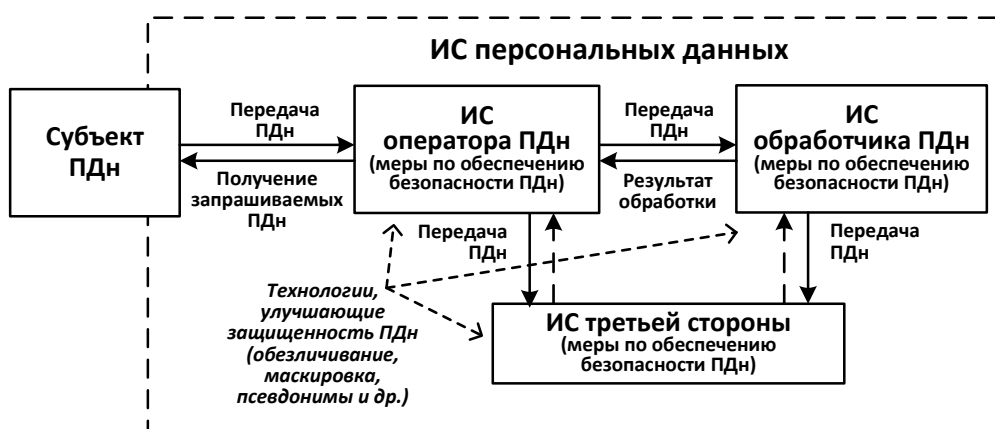 ИС персональных данных
Субъект
ПДн
Передача
ПДн
Получение
запрашиваемых
ПДн
ИС
оператора ПДн
(меры по обеспечению
безопасности ПДн)
Передача
ПДн
Результат
обработки
ИС
обработчика ПДн
(меры по обеспечению
безопасности ПДн)
Передача
ПДн
Передача
ПДн
Технологии,
улучшающие
защищенность ПДн
(обезличивание,
маскировка,
псевдонимы и др.)
ИС третьей стороны
(меры по обеспечению
безопасности ПДн)